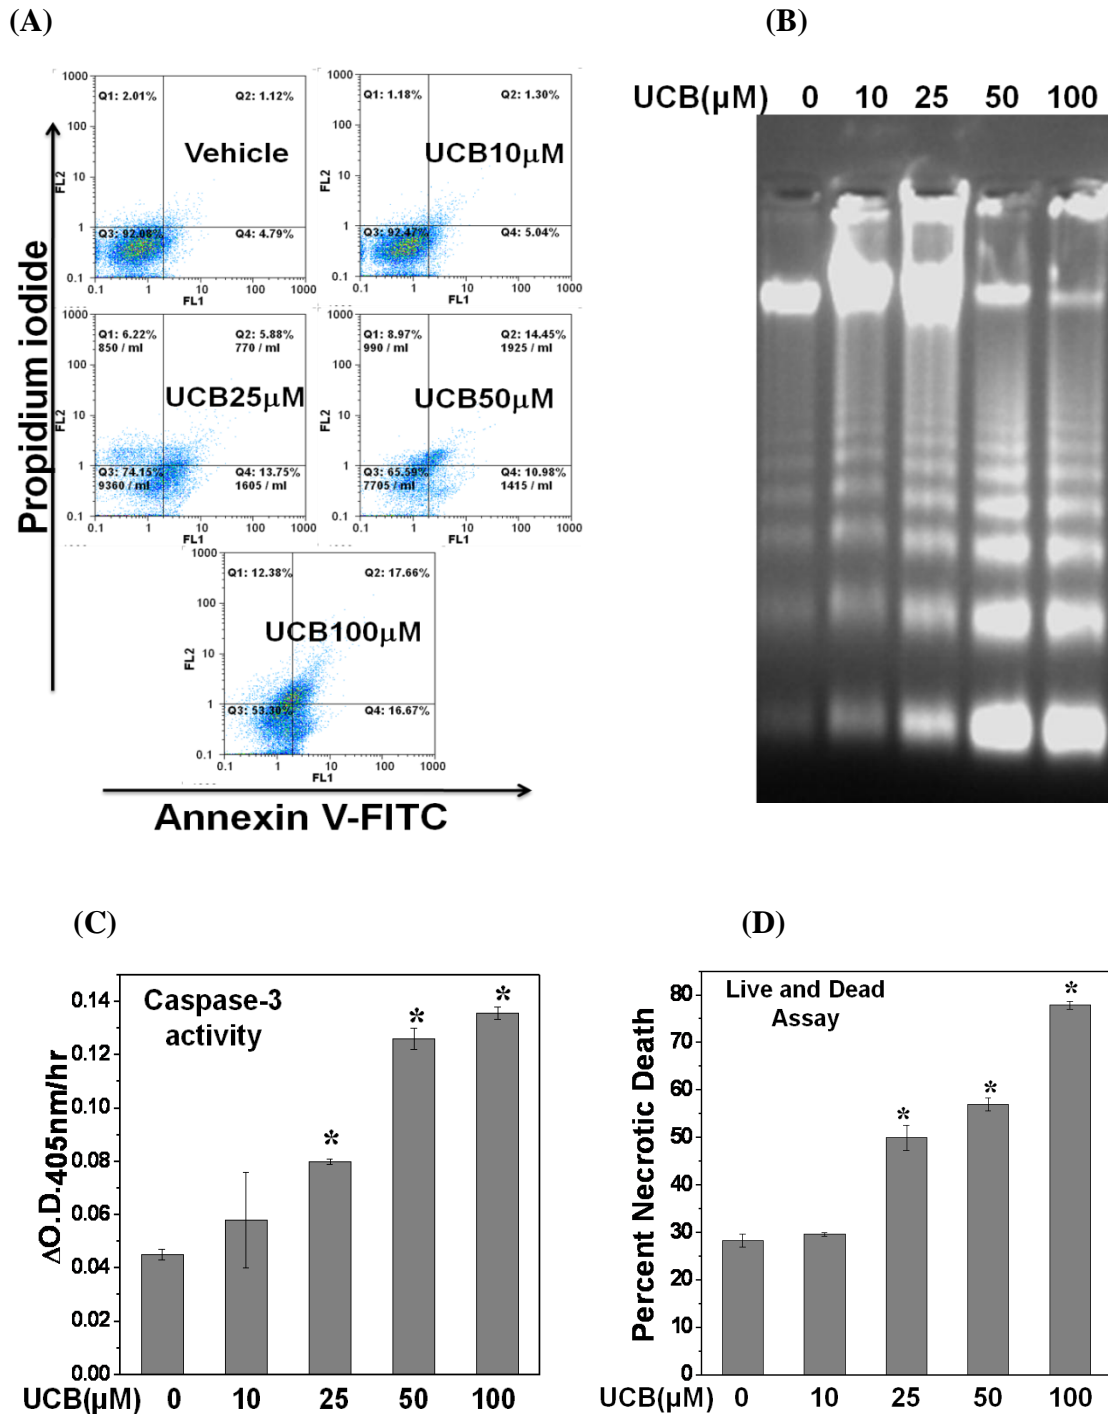 (A)
Propidium iodide
1000
100
10
1
0.1
FL2
Q1: 2.01%
Q2: 1.12%
Vehicle
Q3: 92.08%
Q4: 4.79%
0.1 1 10 100 1000
FL1
1000
100
10
1
0.1
FL2
Q1: 1.18%
Q2: 1.30%
UCB10μM
Q3: 92.47%
Q4: 5.04%
0.1 1 10 100 1000
FL1
1000
100
10
1
0.1
FL2
Q1: 6.22%
850 / ml
Q2: 5.88%
770 / ml
UCB25μM
Q3: 74.15%
9360 / ml
Q4: 13.75%
1605 / ml
0.1 1 10 100 1000
FL1
1000
100
10
1
0.1
FL2
Q1: 8.97%
990 / ml
Q2: 14.45%
1925 / ml
UCB50μM
Q3: 65.59%
7705 / ml
Q4: 10.98%
1415 / ml
0.1 1 10 100 1000
FL1
1000
100
10
1
0.1
FL2
Q1: 12.38%
Q2: 17.66%
UCB100μM
Q3: 53.30%
Q4: 16.67%
0.1 1 10 100 1000
FL1
Annexin V-FITC
(B)
UCB(μM) 0 10 25 50 100
(C)
Caspase-3
activity
ΔO.D.405nm/hr
0.14
0.12
0.10
0.08
0.06
0.04
0.02
0.00
* * *
UCB(μM) 0 10 25 50 100
(D)
Live and Dead
Assay
Percent Necrotic Death
80
70
60
50
40
30
20
10
0
* * *
UCB(μM) 0 10 25 50 100